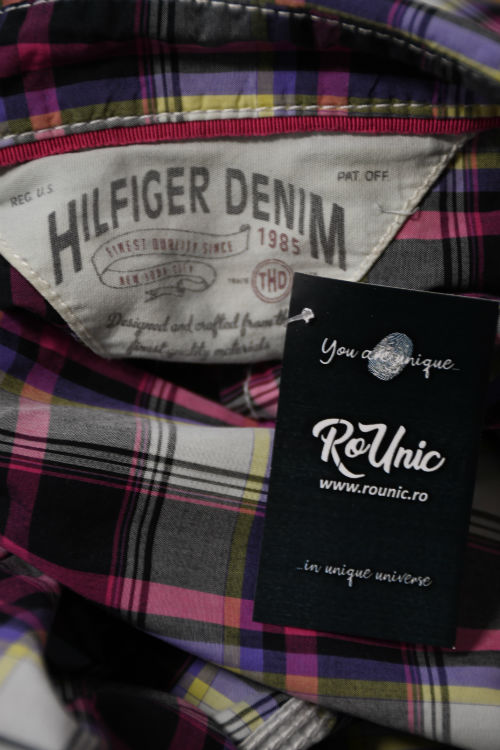 REG. U.S.
PAT. OFF.
HILFIGER DENIM
FINEST QUALITY SINCE 1985
NEW YORK CITY
TRADE THD
Designed and crafted from the
finest quality materials
You are unique...
RoUnic
www.rounic.ro
...in unique universe